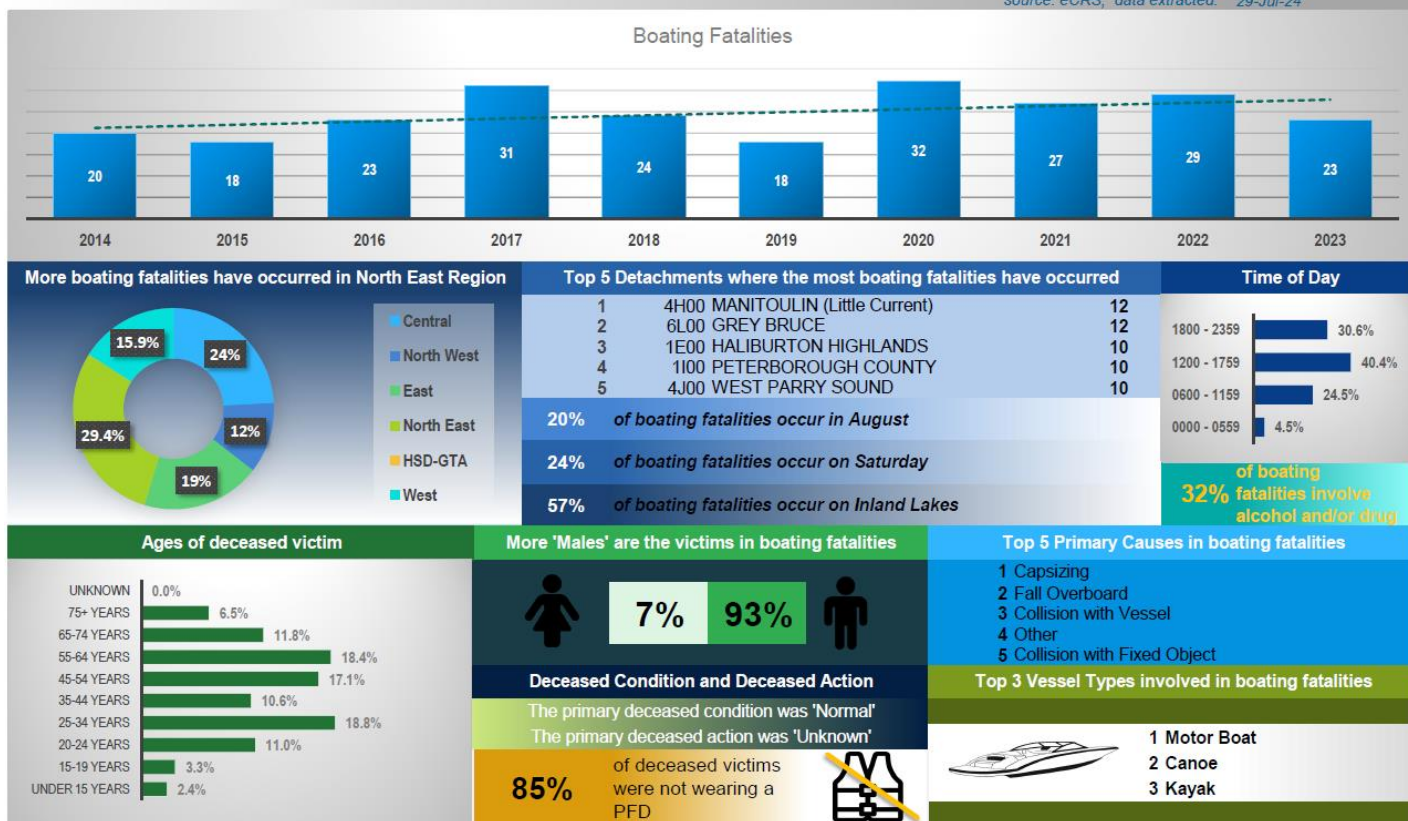 source: eCRS, data extracted: 29-Jul-24
Boating Fatalities
20 18 23 31 24 18 32 27 29 23
2014 2015 2016 2017 2018 2019 2020 2021 2022 2023
More boating fatalities have occurred in North East Region
15.9%
24%
12%
19%
29.4%
Central
North West
East
North East
HSD-GTA
West
Top 5 Detachments where the most boating fatalities have occurred
1 4H00 MANITOULIN (Little Current) 12
2 6L00 GREY BRUCE 12
3 1E00 HALIBURTON HIGHLANDS 10
4 1I00 PETERBOROUGH COUNTY 10
5 4J00 WEST PARRY SOUND 10
20% of boating fatalities occur in August
24% of boating fatalities occur on Saturday
57% of boating fatalities occur on Inland Lakes
Time of Day
1800 - 2359 30.6%
1200 - 1759 40.4%
0600 - 1159 24.5%
0000 - 0559 4.5%
of boating
32% fatalities involve
alcohol and/or drug
Ages of deceased victim
UNKNOWN 0.0%
75+ YEARS 6.5%
65-74 YEARS 11.8%
55-64 YEARS 18.4%
45-54 YEARS 17.1%
35-44 YEARS 10.6%
25-34 YEARS 18.8%
20-24 YEARS 11.0%
15-19 YEARS 3.3%
UNDER 15 YEARS 2.4%
More 'Males' are the victims in boating fatalities
7% 93%
Deceased Condition and Deceased Action
The primary deceased condition was 'Normal'
The primary deceased action was 'Unknown'
of deceased victims
85% were not wearing a
PFD
Top 5 Primary Causes in boating fatalities
1 Capsizing
2 Fall Overboard
3 Collision with Vessel
4 Other
5 Collision with Fixed Object
Top 3 Vessel Types involved in boating fatalities
1 Motor Boat
2 Canoe
3 Kayak